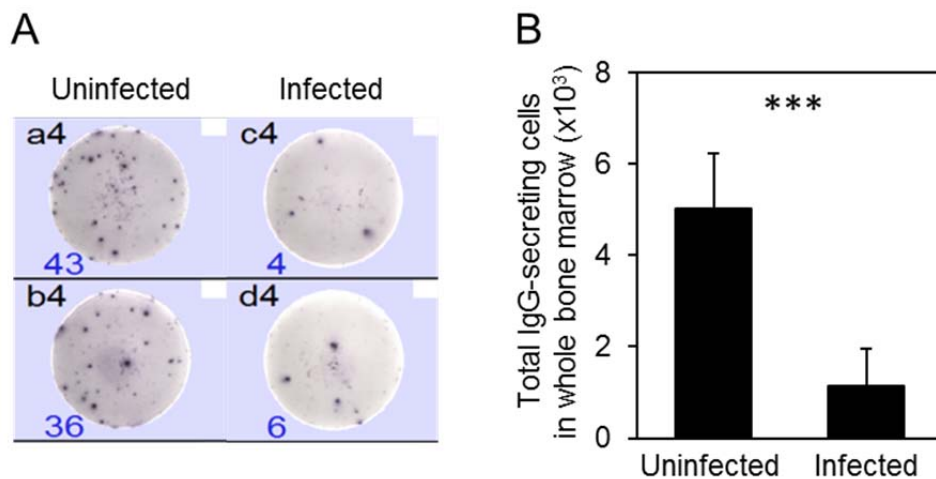 A
Uninfected Infected
a4 c4
43 4
b4 d4
36 6
B
Total IgG-secreting cells
in whole bone marrow (x10³)
8
6
4
2
0
***
Uninfected Infected